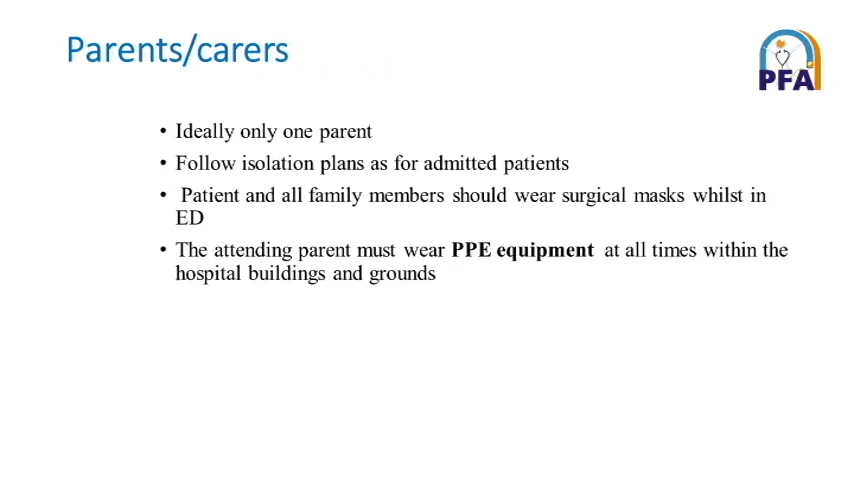 Parents/carers
PFA
• Ideally only one parent
• Follow isolation plans as for admitted patients
• Patient and all family members should wear surgical masks whilst in
ED
• The attending parent must wear PPE equipment at all times within the
hospital buildings and grounds